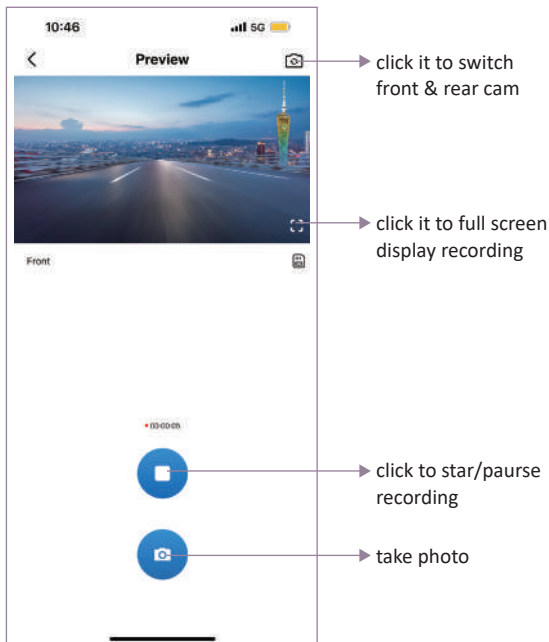 10:46 5G
Preview
click it to switch
front & rear cam
click it to full screen
display recording
Front
00:00:05
click to star/paurse
recording
take photo